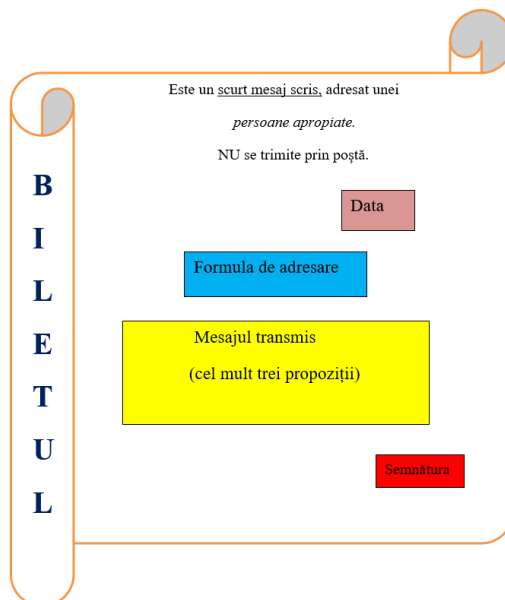 Este un scurt mesaj scris, adresat unei
persoane apropiate.
NU se trimite prin poștă.
B
I
L
E
T
U
L
Data
Formula de adresare
Mesajul transmis
(cel mult trei propoziții)
Semnătura